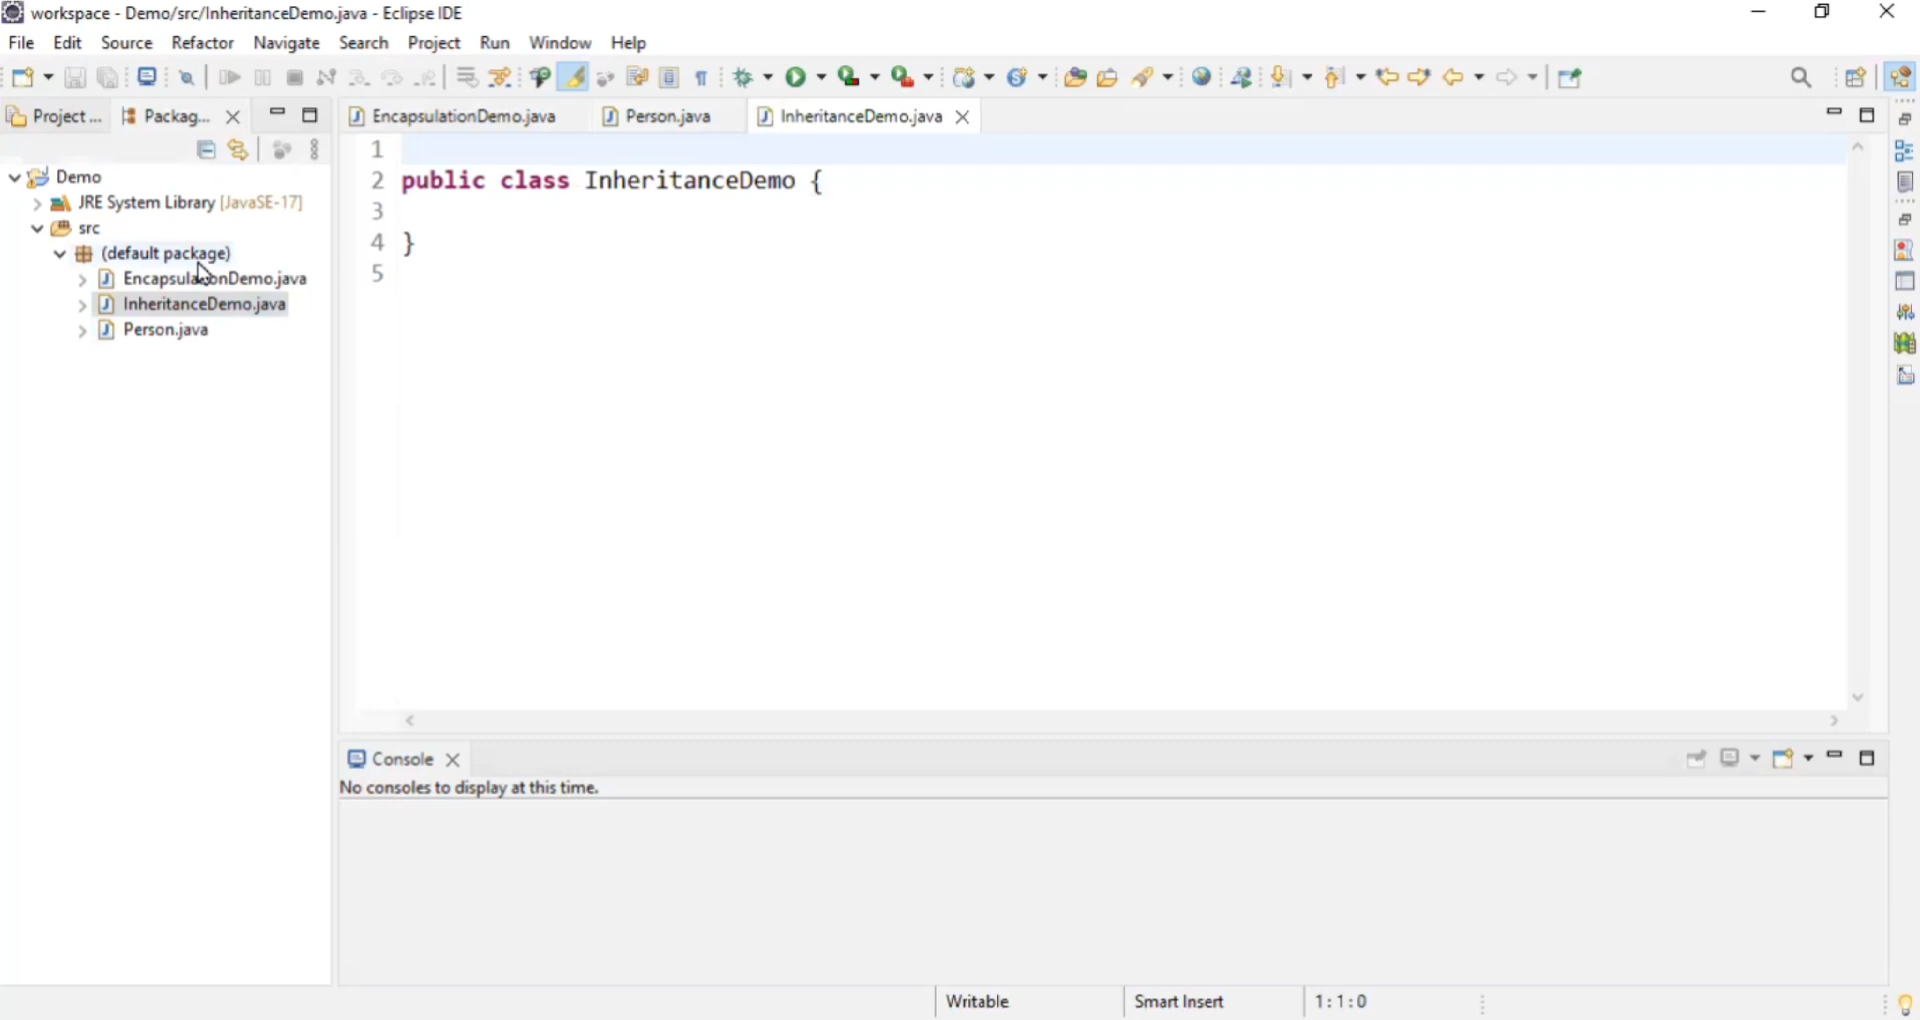 workspace - Demo/src/InheritanceDemo.java - Eclipse IDE
File Edit Source Refactor Navigate Search Project Run Window Help
Project ... Packag...
EncapsulationDemo.java Person.java InheritanceDemo.java
Demo
JRE System Library [JavaSE-17]
src
(default package)
EncapsulationDemo.java
InheritanceDemo.java
Person.java
1
2 public class InheritanceDemo {
3
4 }
5
Console
No consoles to display at this time.
Writable Smart Insert 1 : 1 : 0